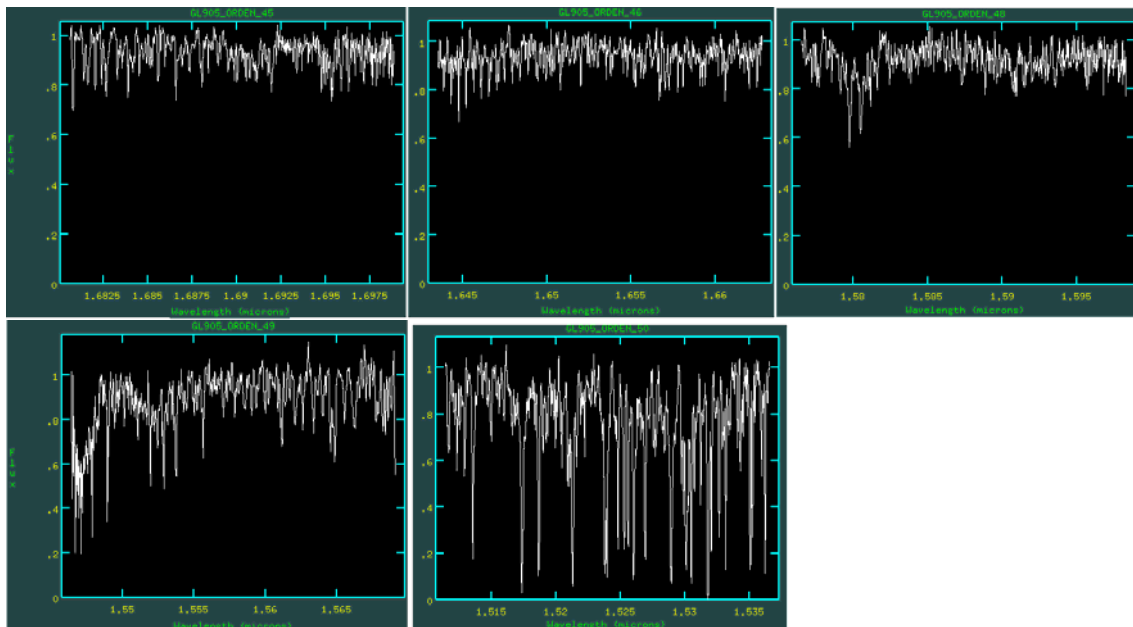 GL905_ORDEN_45
1
.8
.6
.4
.2
0
Flux
1.6825 1.685 1.6875 1.69 1.6925 1.695 1.6975
Wavelength (microns)
GL905_ORDEN_46
1
.8
.6
.4
.2
0
1.645 1.65 1.655 1.66
Wavelength (microns)
GL905_ORDEN_48
1
.8
.6
.4
.2
0
1.58 1.585 1.59 1.595
Wavelength (microns)
GL905_ORDEN_49
1
.8
.6
.4
.2
0
Flux
1.55 1.555 1.56 1.565
Wavelength (microns)
GL905_ORDEN_50
1
.8
.6
.4
.2
0
1.515 1.52 1.525 1.53 1.535
Wavelength (microns)